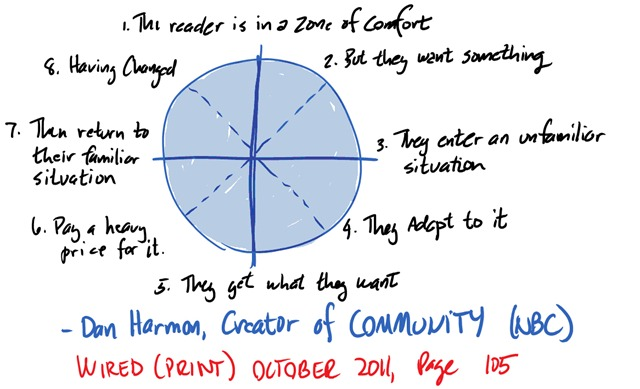 1. The reader is in a zone of comfort
2. But they want something
3. They enter an unfamiliar
situation
4. They Adapt to it
5. They get what they want
6. Pay a heavy
price for it.
7. Then return to
their familiar
situation
8. Having Changed
- Dan Harmon, Creator of COMMUNITY (NBC)
WIRED (PRINT) OCTOBER 2011, Page 105